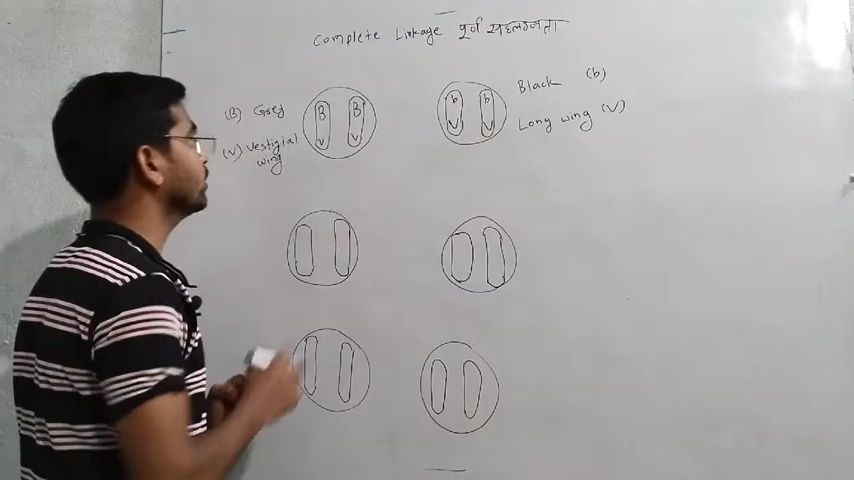 Complete Linkage पूर्ण सहलग्नता
(B) Grey
(v) Vestigial
wing
B B
v v
b b
V V
Black (b)
Long wing (V)